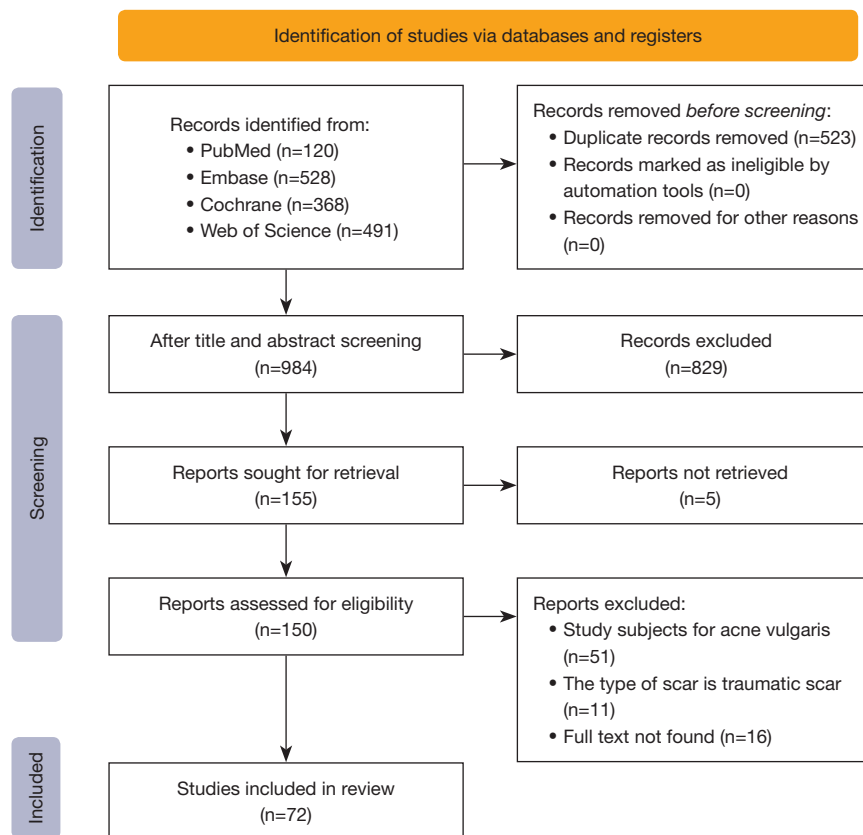 Identification of studies via databases and registers
Identification
Records identified from:
• PubMed (n=120)
• Embase (n=528)
• Cochrane (n=368)
• Web of Science (n=491)
Records removed before screening:
• Duplicate records removed (n=523)
• Records marked as ineligible by
automation tools (n=0)
• Records removed for other reasons
(n=0)
Screening
After title and abstract screening
(n=984)
Records excluded
(n=829)
Reports sought for retrieval
(n=155)
Reports not retrieved
(n=5)
Reports assessed for eligibility
(n=150)
Reports excluded:
• Study subjects for acne vulgaris
(n=51)
• The type of scar is traumatic scar
(n=11)
• Full text not found (n=16)
Included
Studies included in review
(n=72)